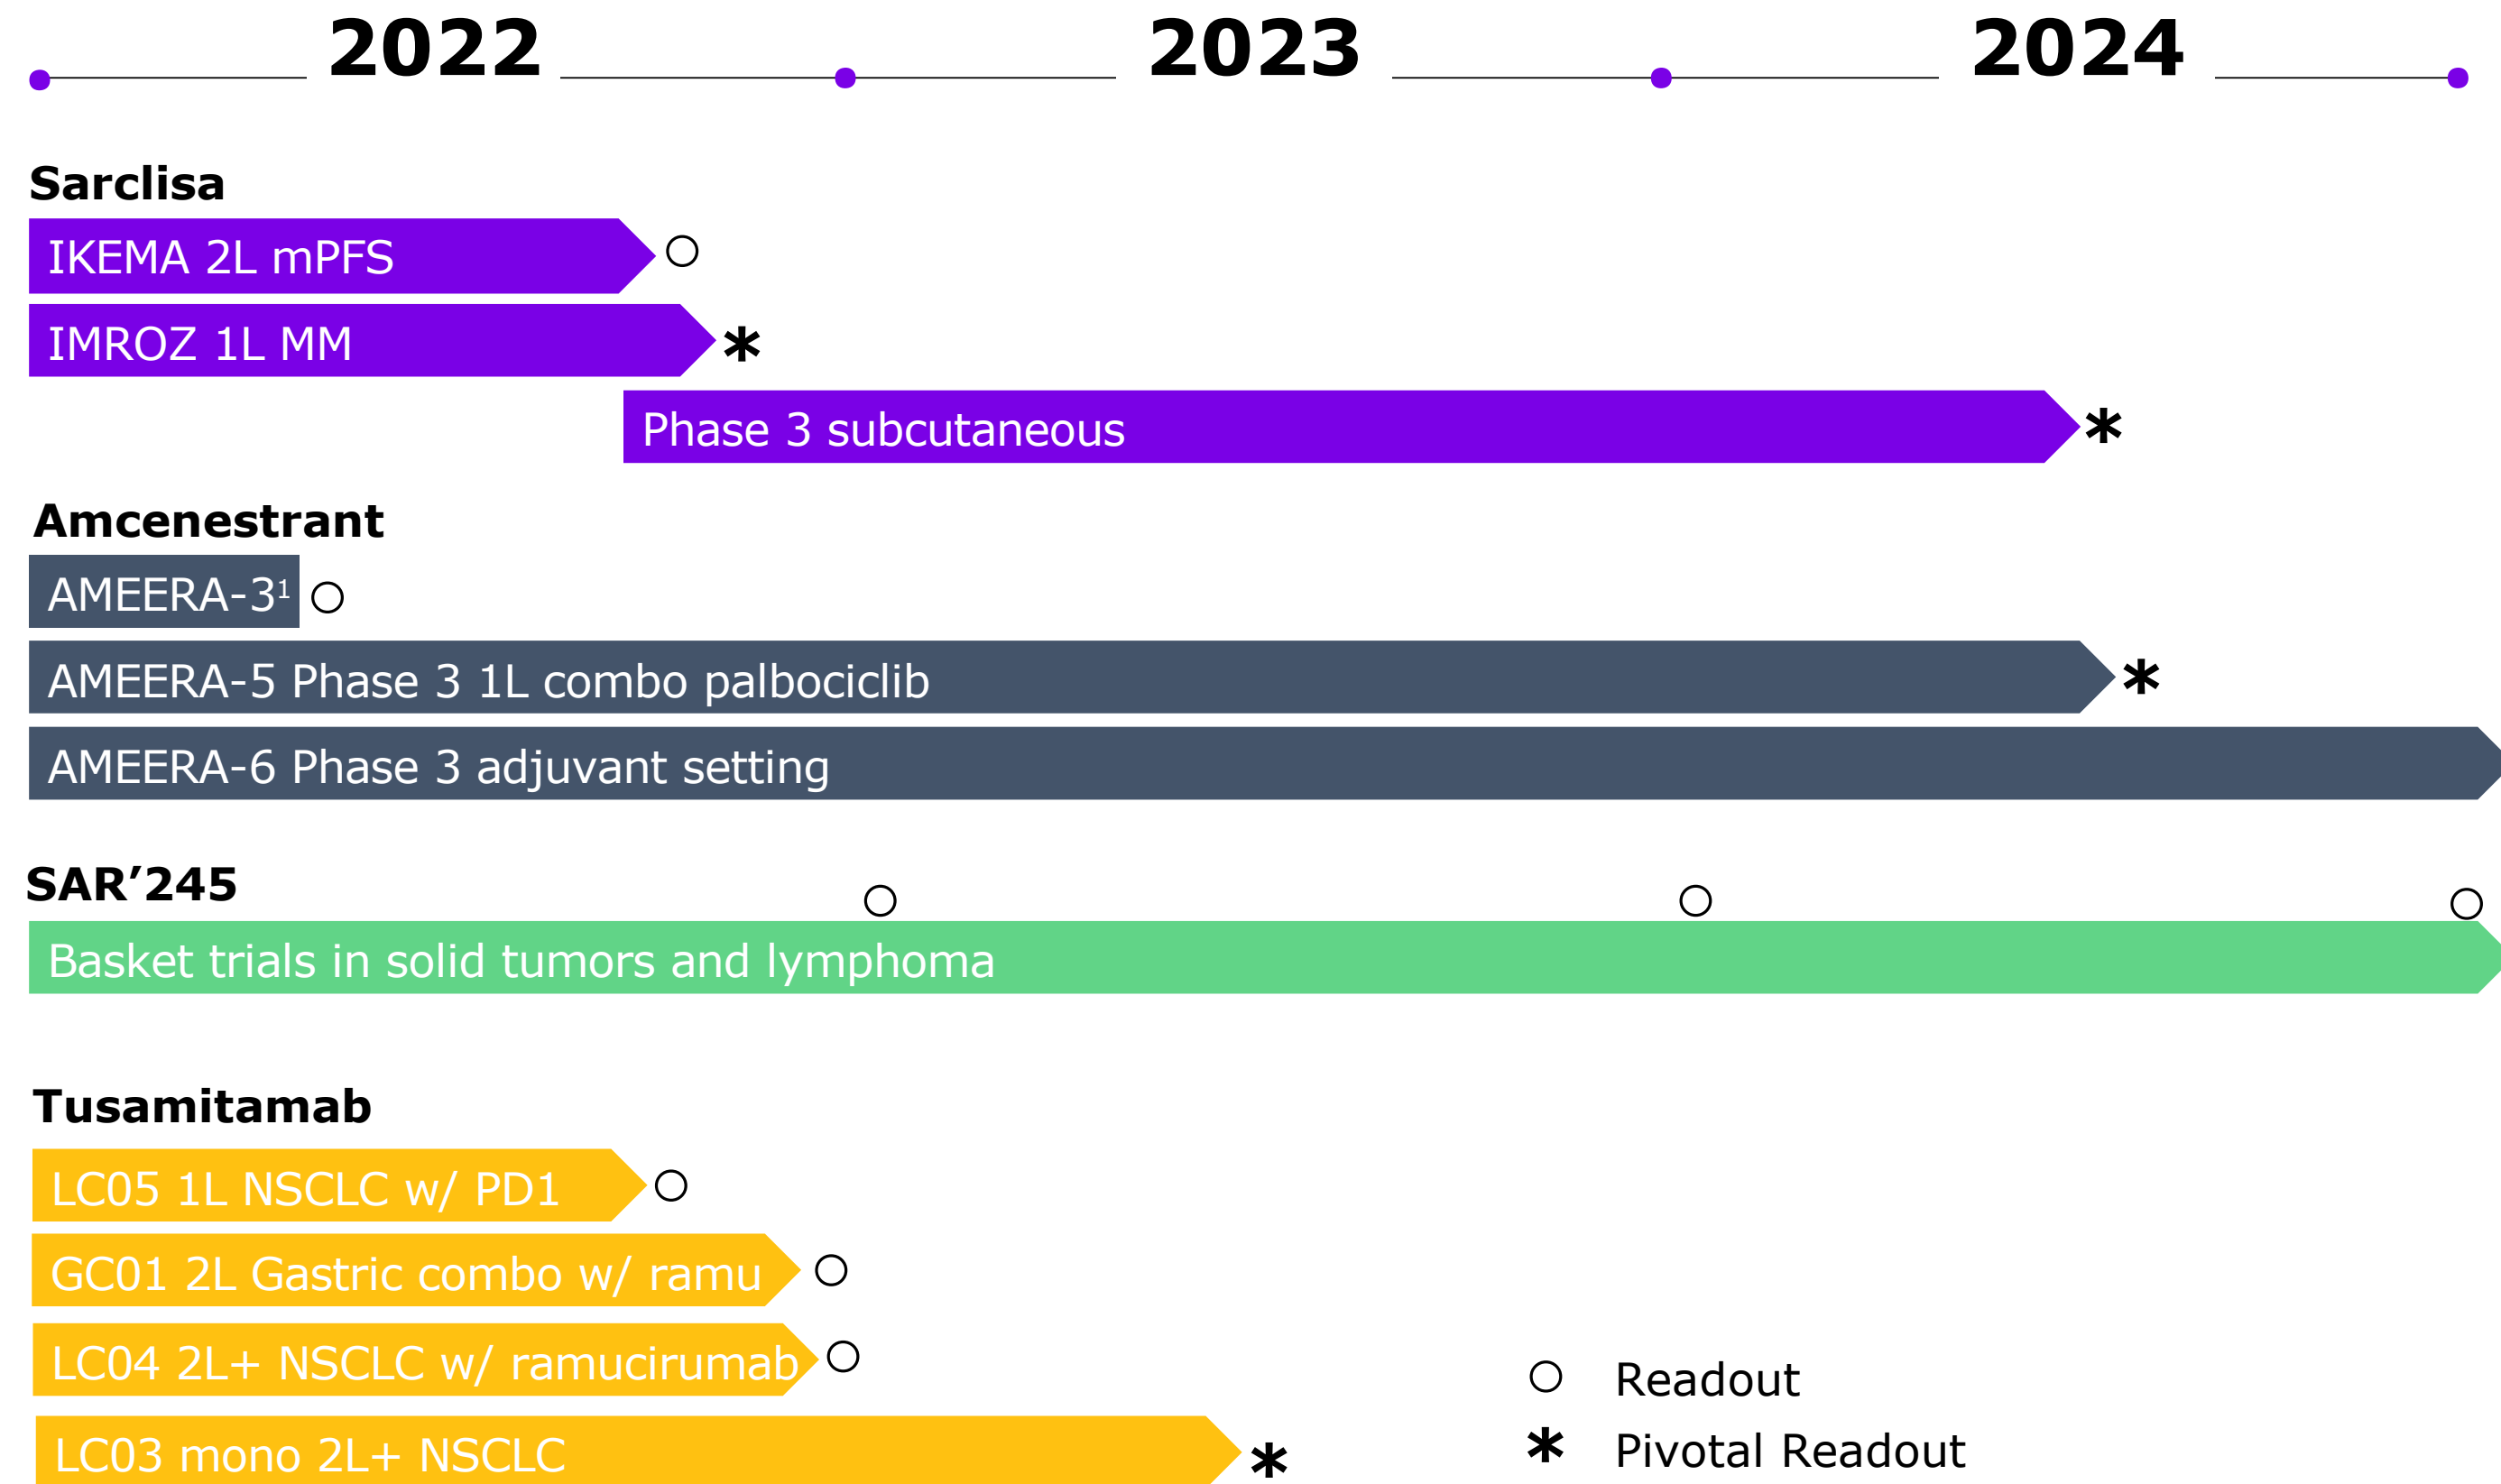 2022 2023 2024
Sarclisa
IKEMA 2L mPFS
IMROZ 1L MM
Phase 3 subcutaneous
Amcenestrant
AMEERA-3¹
AMEERA-5 Phase 3 1L combo palbociclib
AMEERA-6 Phase 3 adjuvant setting
SAR’245
Basket trials in solid tumors and lymphoma
Tusamitamab
LC05 1L NSCLC w/ PD1
GC01 2L Gastric combo w/ ramu
LC04 2L+ NSCLC w/ ramucirumab
Readout
Pivotal Readout
LC03 mono 2L+ NSCLC